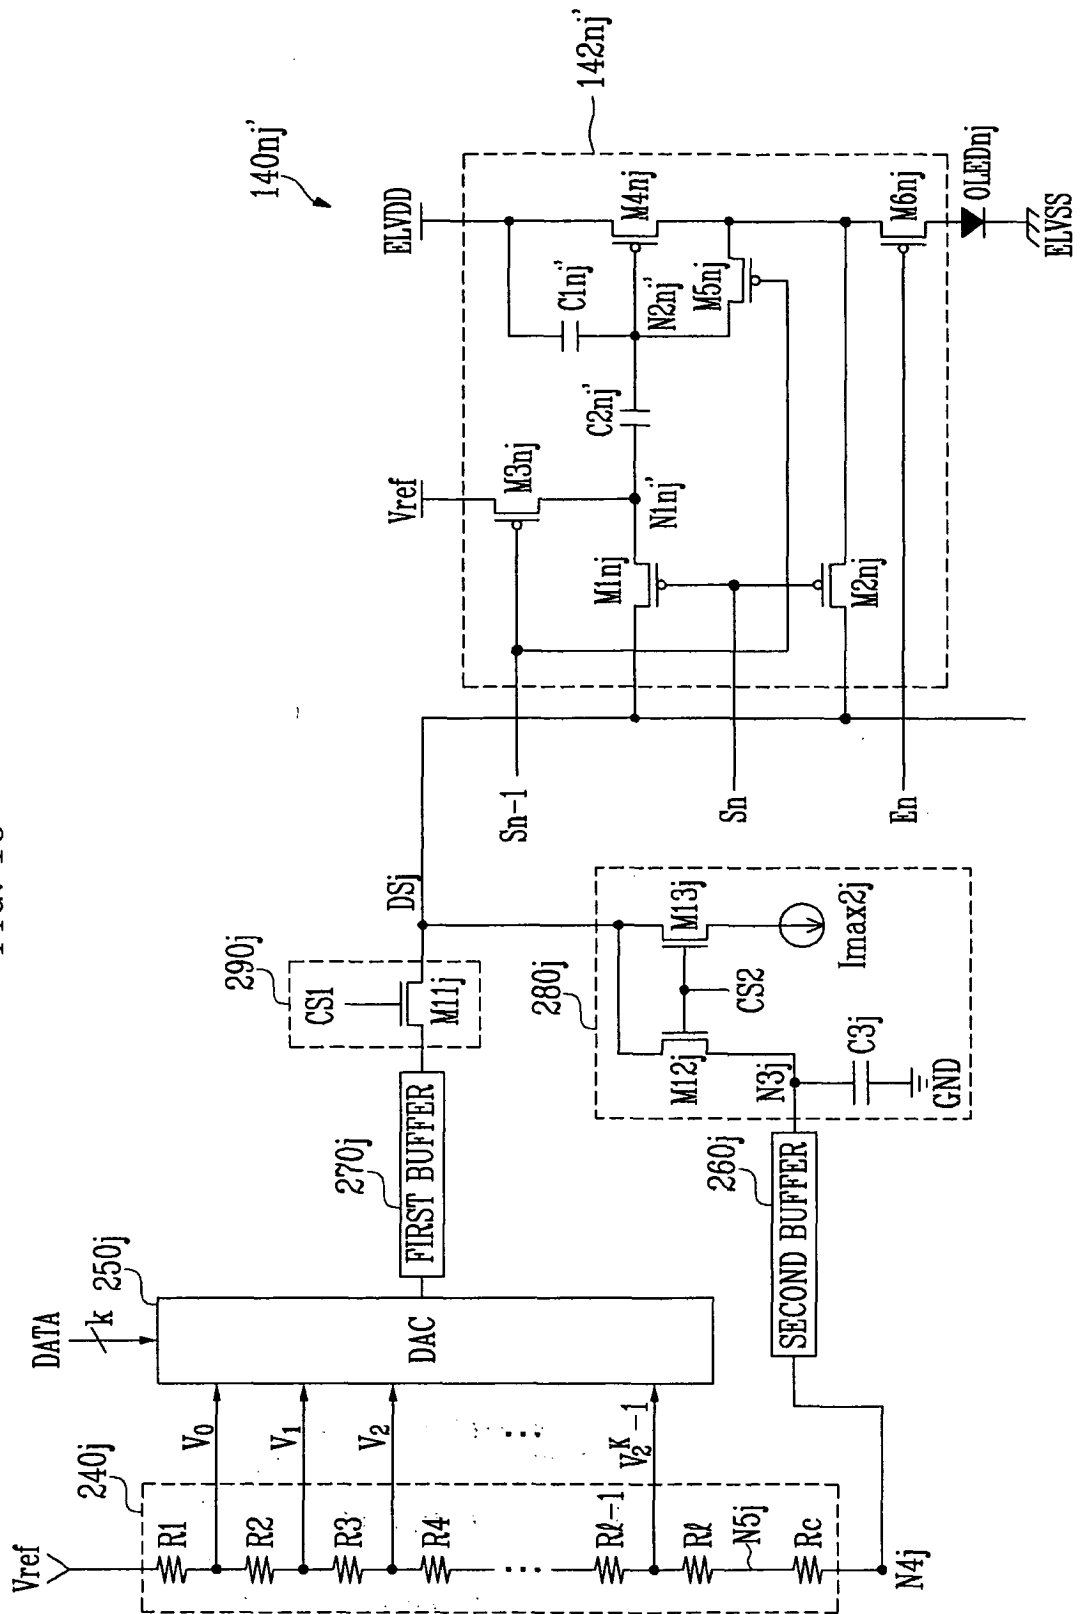 140nj'
142nj'
ELVDD
C1nj'
M4nj
N2nj'
M5nj
M6nj
OLEDnj
ELVSS
Vref
M3nj
C2nj'
N1nj'
M1nj
M2nj
Sn-1
Sn
En
DSj
290j
CS1
M11j
280j
M13j
Imax2j
CS2
M12j
C3j
N3j
GND
270j
FIRST BUFFER
260j
SECOND BUFFER
DATA
k
250j
DAC
V0
V1
V2
...
V2^K-1
240j
Vref
R1
R2
R3
R4
...
Rℓ-1
Rℓ
N5j
Rc
N4j